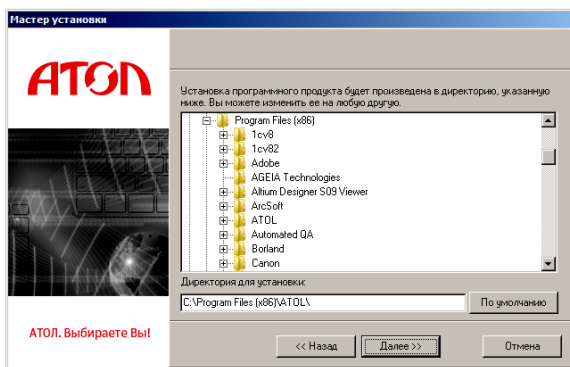 Мастер установки
АТОЛ
Установка программного продукта будет произведена в директорию, указанную
ниже. Вы можете изменить ее на любую другую.
Program Files (x86)
1cv8
1cv82
Adobe
AGEIA Technologies
Altium Designer S09 Viewer
ArcSoft
ATOL
Automated QA
Borland
Canon
Директория для установки:
C:\Program Files (x86)\ATOL\
По умолчанию
АТОЛ. Выбираете Вы!
<< Назад
Далее >>
Отмена